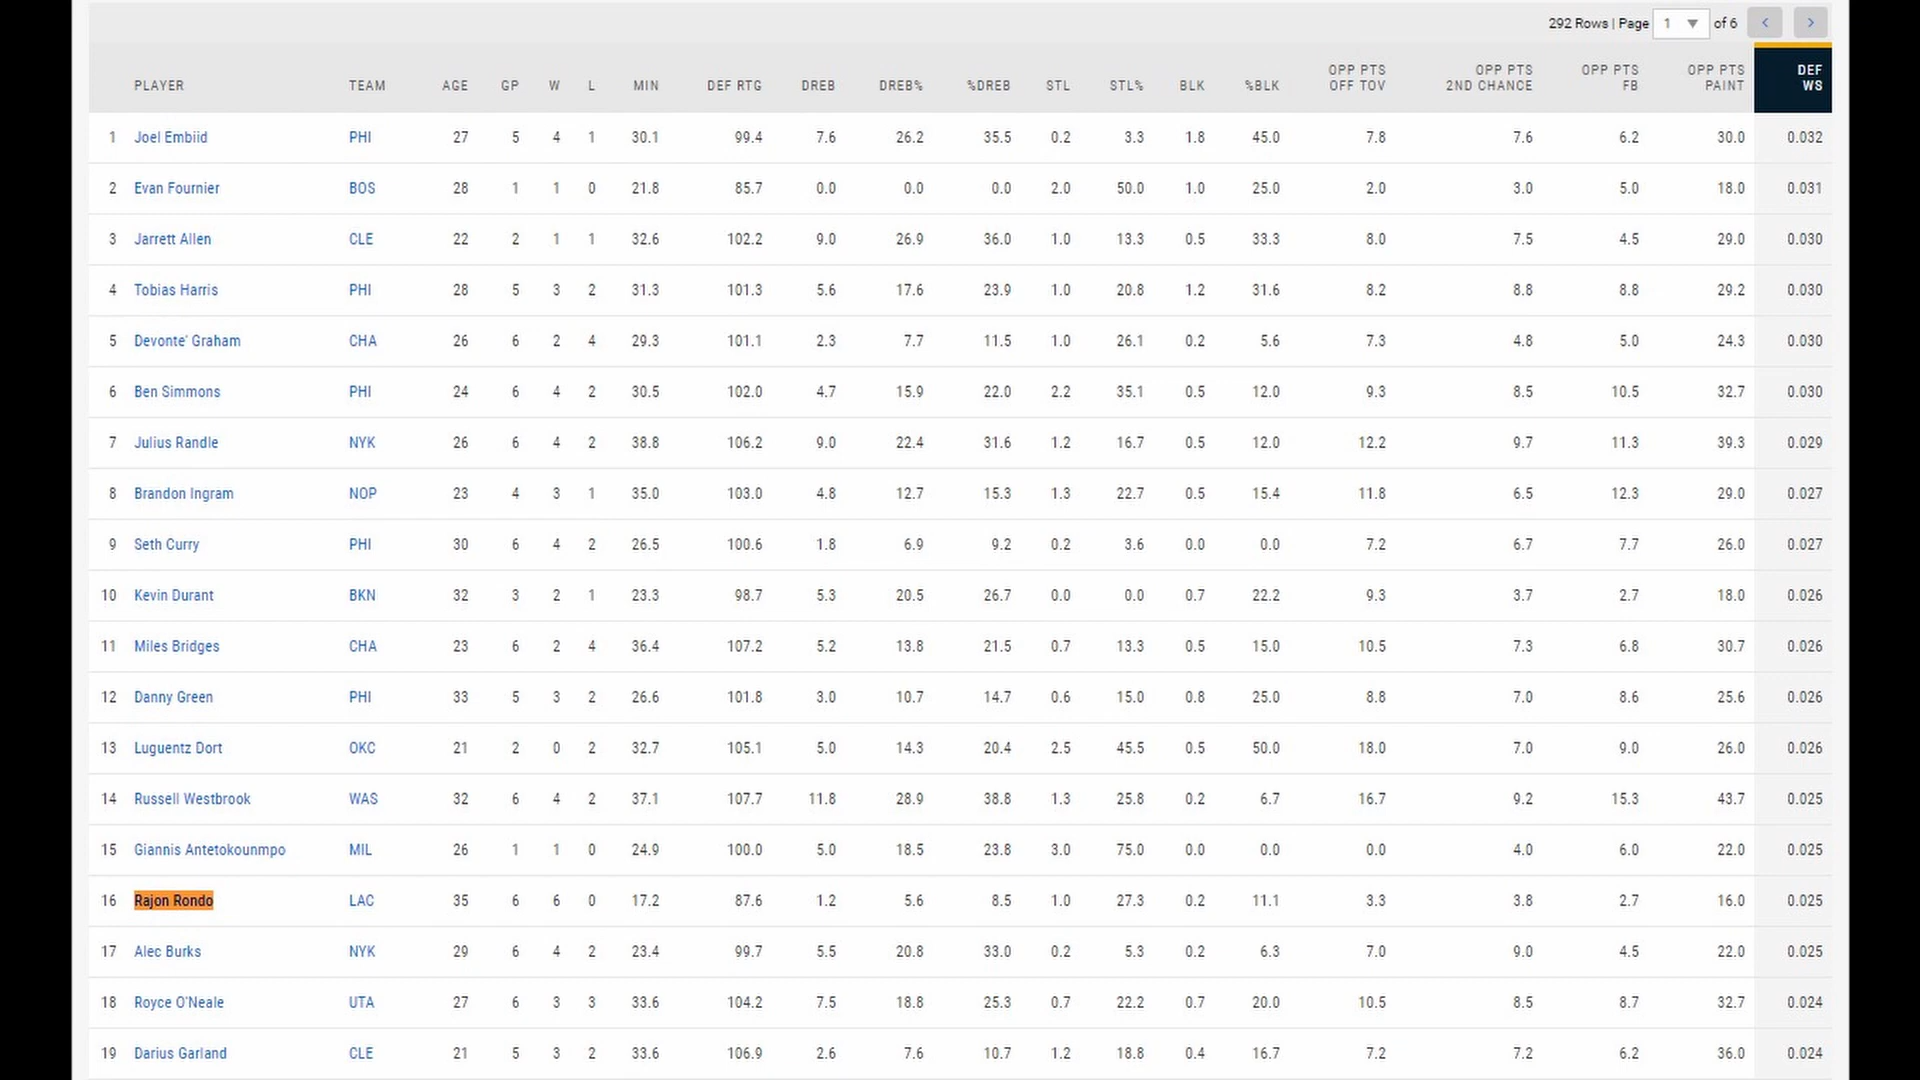 292 Rows | Page 1 of 6
PLAYER TEAM AGE GP W L MIN DEF RTG DREB DREB% %DREB STL STL% BLK %BLK OPP PTS OFF TOV OPP PTS 2ND CHANCE OPP PTS FB OPP PTS PAINT DEF WS
1 Joel Embiid PHI 27 5 4 1 30.1 99.4 7.6 26.2 35.5 0.2 3.3 1.8 45.0 7.8 7.6 6.2 30.0 0.032
2 Evan Fournier BOS 28 1 1 0 21.8 85.7 0.0 0.0 0.0 2.0 50.0 1.0 25.0 2.0 3.0 5.0 18.0 0.031
3 Jarrett Allen CLE 22 2 1 1 32.6 102.2 9.0 26.9 36.0 1.0 13.3 0.5 33.3 8.0 7.5 4.5 29.0 0.030
4 Tobias Harris PHI 28 5 3 2 31.3 101.3 5.6 17.6 23.9 1.0 20.8 1.2 31.6 8.2 8.8 8.8 29.2 0.030
5 Devonte' Graham CHA 26 6 2 4 29.3 101.1 2.3 7.7 11.5 1.0 26.1 0.2 5.6 7.3 4.8 5.0 24.3 0.030
6 Ben Simmons PHI 24 6 4 2 30.5 102.0 4.7 15.9 22.0 2.2 35.1 0.5 12.0 9.3 8.5 10.5 32.7 0.030
7 Julius Randle NYK 26 6 4 2 38.8 106.2 9.0 22.4 31.6 1.2 16.7 0.5 12.0 12.2 9.7 11.3 39.3 0.029
8 Brandon Ingram NOP 23 4 3 1 35.0 103.0 4.8 12.7 15.3 1.3 22.7 0.5 15.4 11.8 6.5 12.3 29.0 0.027
9 Seth Curry PHI 30 6 4 2 26.5 100.6 1.8 6.9 9.2 0.2 3.6 0.0 0.0 7.2 6.7 7.7 26.0 0.027
10 Kevin Durant BKN 32 3 2 1 23.3 98.7 5.3 20.5 26.7 0.0 0.0 0.7 22.2 9.3 3.7 2.7 18.0 0.026
11 Miles Bridges CHA 23 6 2 4 36.4 107.2 5.2 13.8 21.5 0.7 13.3 0.5 15.0 10.5 7.3 6.8 30.7 0.026
12 Danny Green PHI 33 5 3 2 26.6 101.8 3.0 10.7 14.7 0.6 15.0 0.8 25.0 8.8 7.0 8.6 25.6 0.026
13 Luguentz Dort OKC 21 2 0 2 32.7 105.1 5.0 14.3 20.4 2.5 45.5 0.5 50.0 18.0 7.0 9.0 26.0 0.026
14 Russell Westbrook WAS 32 6 4 2 37.1 107.7 11.8 28.9 38.8 1.3 25.8 0.2 6.7 16.7 9.2 15.3 43.7 0.025
15 Giannis Antetokounmpo MIL 26 1 1 0 24.9 100.0 5.0 18.5 23.8 3.0 75.0 0.0 0.0 0.0 4.0 6.0 22.0 0.025
16 Rajon Rondo LAC 35 6 6 0 17.2 87.6 1.2 5.6 8.5 1.0 27.3 0.2 11.1 3.3 3.8 2.7 16.0 0.025
17 Alec Burks NYK 29 6 4 2 23.4 99.7 5.5 20.8 33.0 0.2 5.3 0.2 6.3 7.0 9.0 4.5 22.0 0.025
18 Royce O'Neale UTA 27 6 3 3 33.6 104.2 7.5 18.8 25.3 0.7 22.2 0.7 20.0 10.5 8.5 8.7 32.7 0.024
19 Darius Garland CLE 21 5 3 2 33.6 106.9 2.6 7.6 10.7 1.2 18.8 0.4 16.7 7.2 7.2 6.2 36.0 0.024